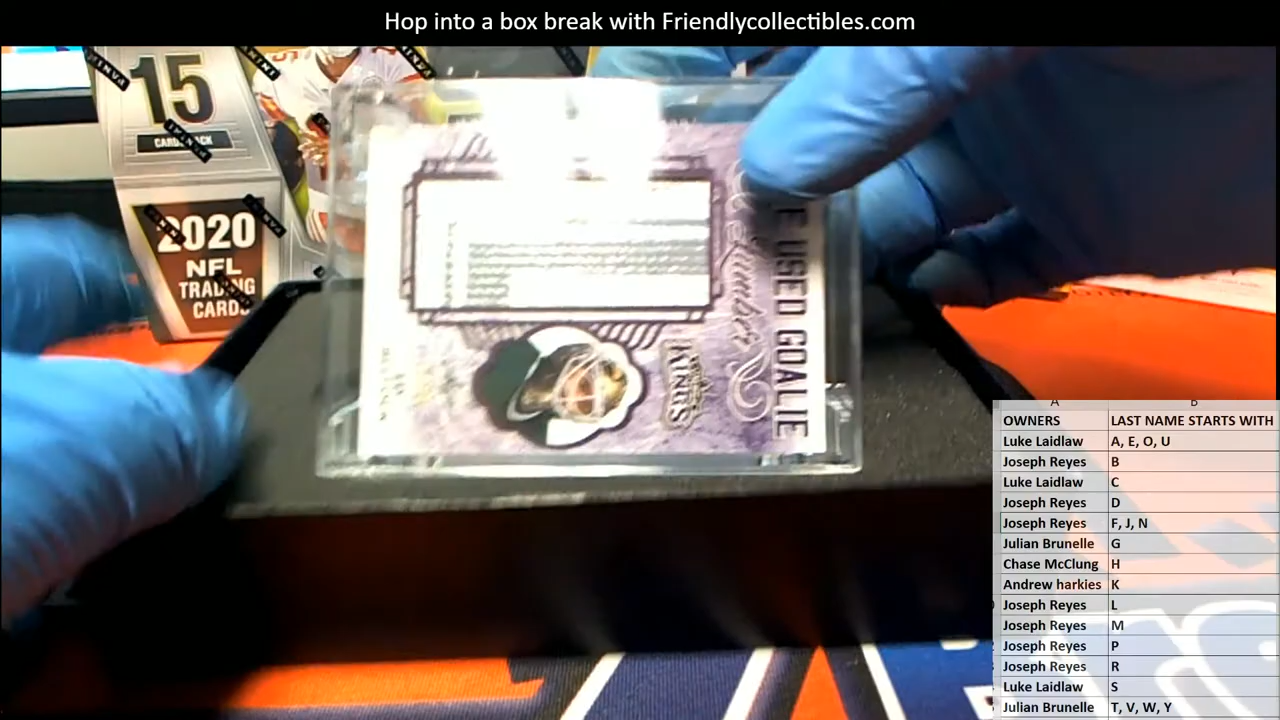 Hop into a box break with Friendlycollectibles.com
15
PANINI
2020
NFL
TRADING
CARDS
USED GOALIE
KINGS
A
B
OWNERS
LAST NAME STARTS WITH
Luke Laidlaw
A, E, O, U
Joseph Reyes
B
Luke Laidlaw
C
Joseph Reyes
D
Joseph Reyes
F, J, N
Julian Brunelle
G
Chase McClung
H
Andrew harkies
K
Joseph Reyes
L
Joseph Reyes
M
Joseph Reyes
P
Joseph Reyes
R
Luke Laidlaw
S
Julian Brunelle
T, V, W, Y